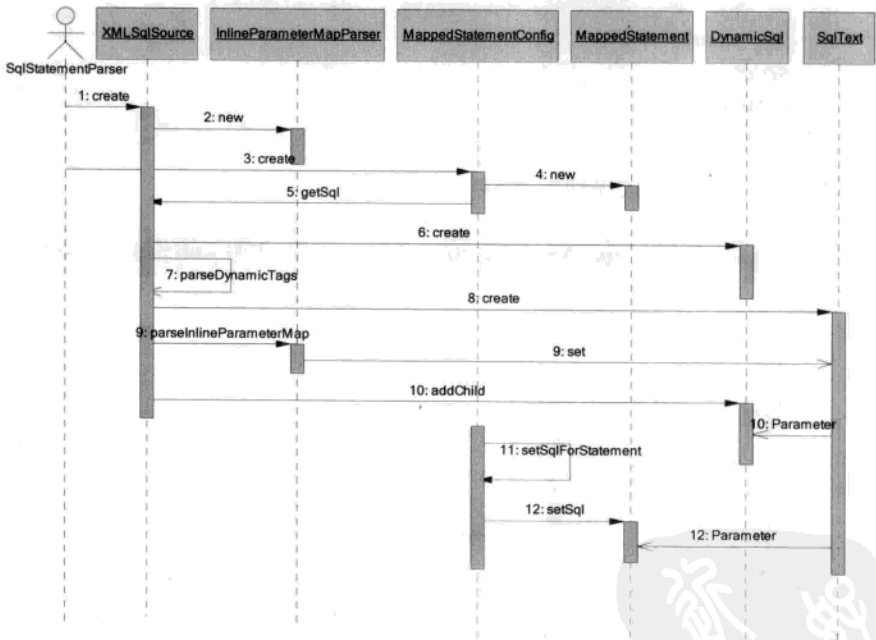 XMLSqlSource
InlineParameterMapParser
MappedStatementConfig
MappedStatement
DynamicSql
SqlText
SqlStatementParser
1: create
2: new
3: create
4: new
5: getSql
6: create
7: parseDynamicTags
8: create
9: parseInlineParameterMap
9: set
10: addChild
10: Parameter
11: setSqlForStatement
12: setSql
12: Parameter